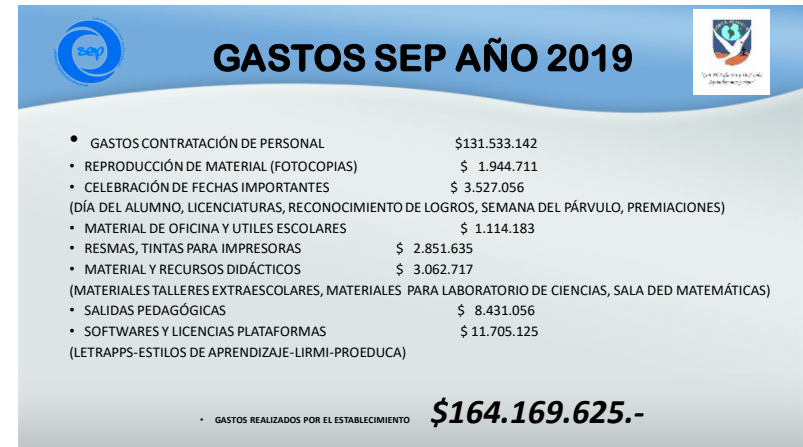 sep
GASTOS SEP AÑO 2019
• GASTOS CONTRATACIÓN DE PERSONAL $131.533.142
• REPRODUCCIÓN DE MATERIAL (FOTOCOPIAS) $ 1.944.711
• CELEBRACIÓN DE FECHAS IMPORTANTES $ 3.527.056
(DÍA DEL ALUMNO, LICENCIATURAS, RECONOCIMIENTO DE LOGROS, SEMANA DEL PÁRVULO, PREMIACIONES)
• MATERIAL DE OFICINA Y UTILES ESCOLARES $ 1.114.183
• RESMAS, TINTAS PARA IMPRESORAS $ 2.851.635
• MATERIAL Y RECURSOS DIDÁCTICOS $ 3.062.717
(MATERIALES TALLERES EXTRAESCOLARES, MATERIALES PARA LABORATORIO DE CIENCIAS, SALA DED MATEMÁTICAS)
• SALIDAS PEDAGÓGICAS $ 8.431.056
• SOFTWARES Y LICENCIAS PLATAFORMAS $ 11.705.125
(LETRAPPS-ESTILOS DE APRENDIZAJE-LIRMI-PROEDUCA)
• GASTOS REALIZADOS POR EL ESTABLECIMIENTO $164.169.625.-